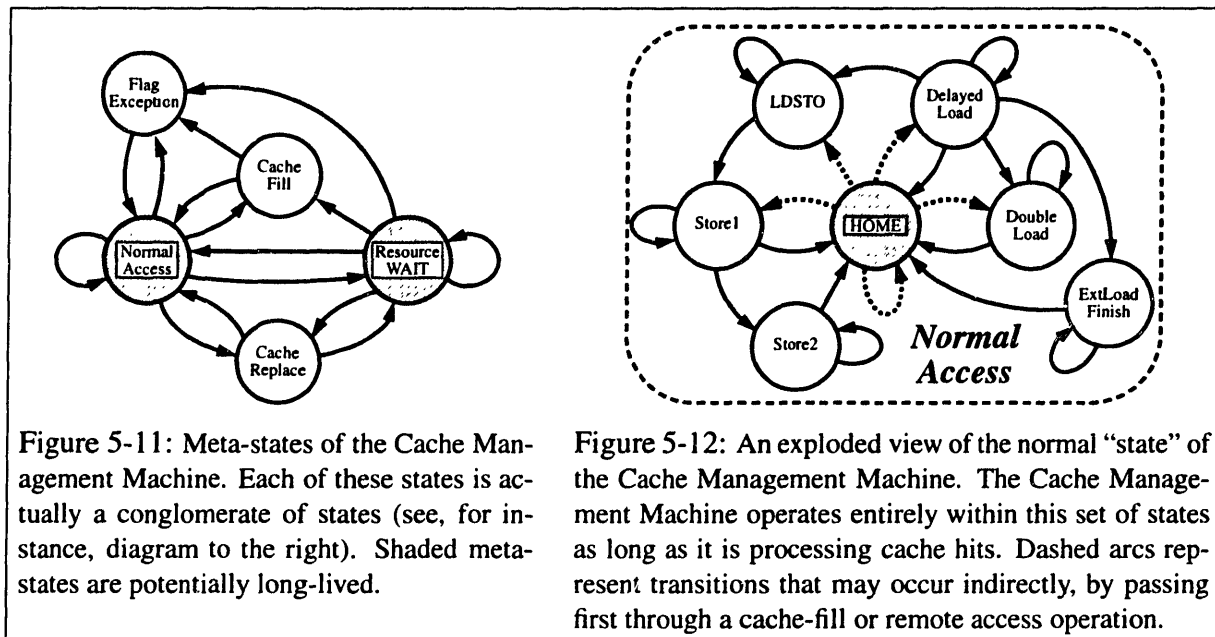 Flag
Exception
Cache
Fill
Normal
Access
Resource
WAIT
Cache
Replace
LDSTO
Delayed
Load
Store1
HOME
Double
Load
ExtLoad
Finish
Store2
Normal
Access
Figure 5-11: Meta-states of the Cache Man-
agement Machine. Each of these states is ac-
tually a conglomerate of states (see, for in-
stance, diagram to the right). Shaded meta-
states are potentially long-lived.
Figure 5-12: An exploded view of the normal “state” of
the Cache Management Machine. The Cache Manage-
ment Machine operates entirely within this set of states
as long as it is processing cache hits. Dashed arcs rep-
resent transitions that may occur indirectly, by passing
first through a cache-fill or remote access operation.